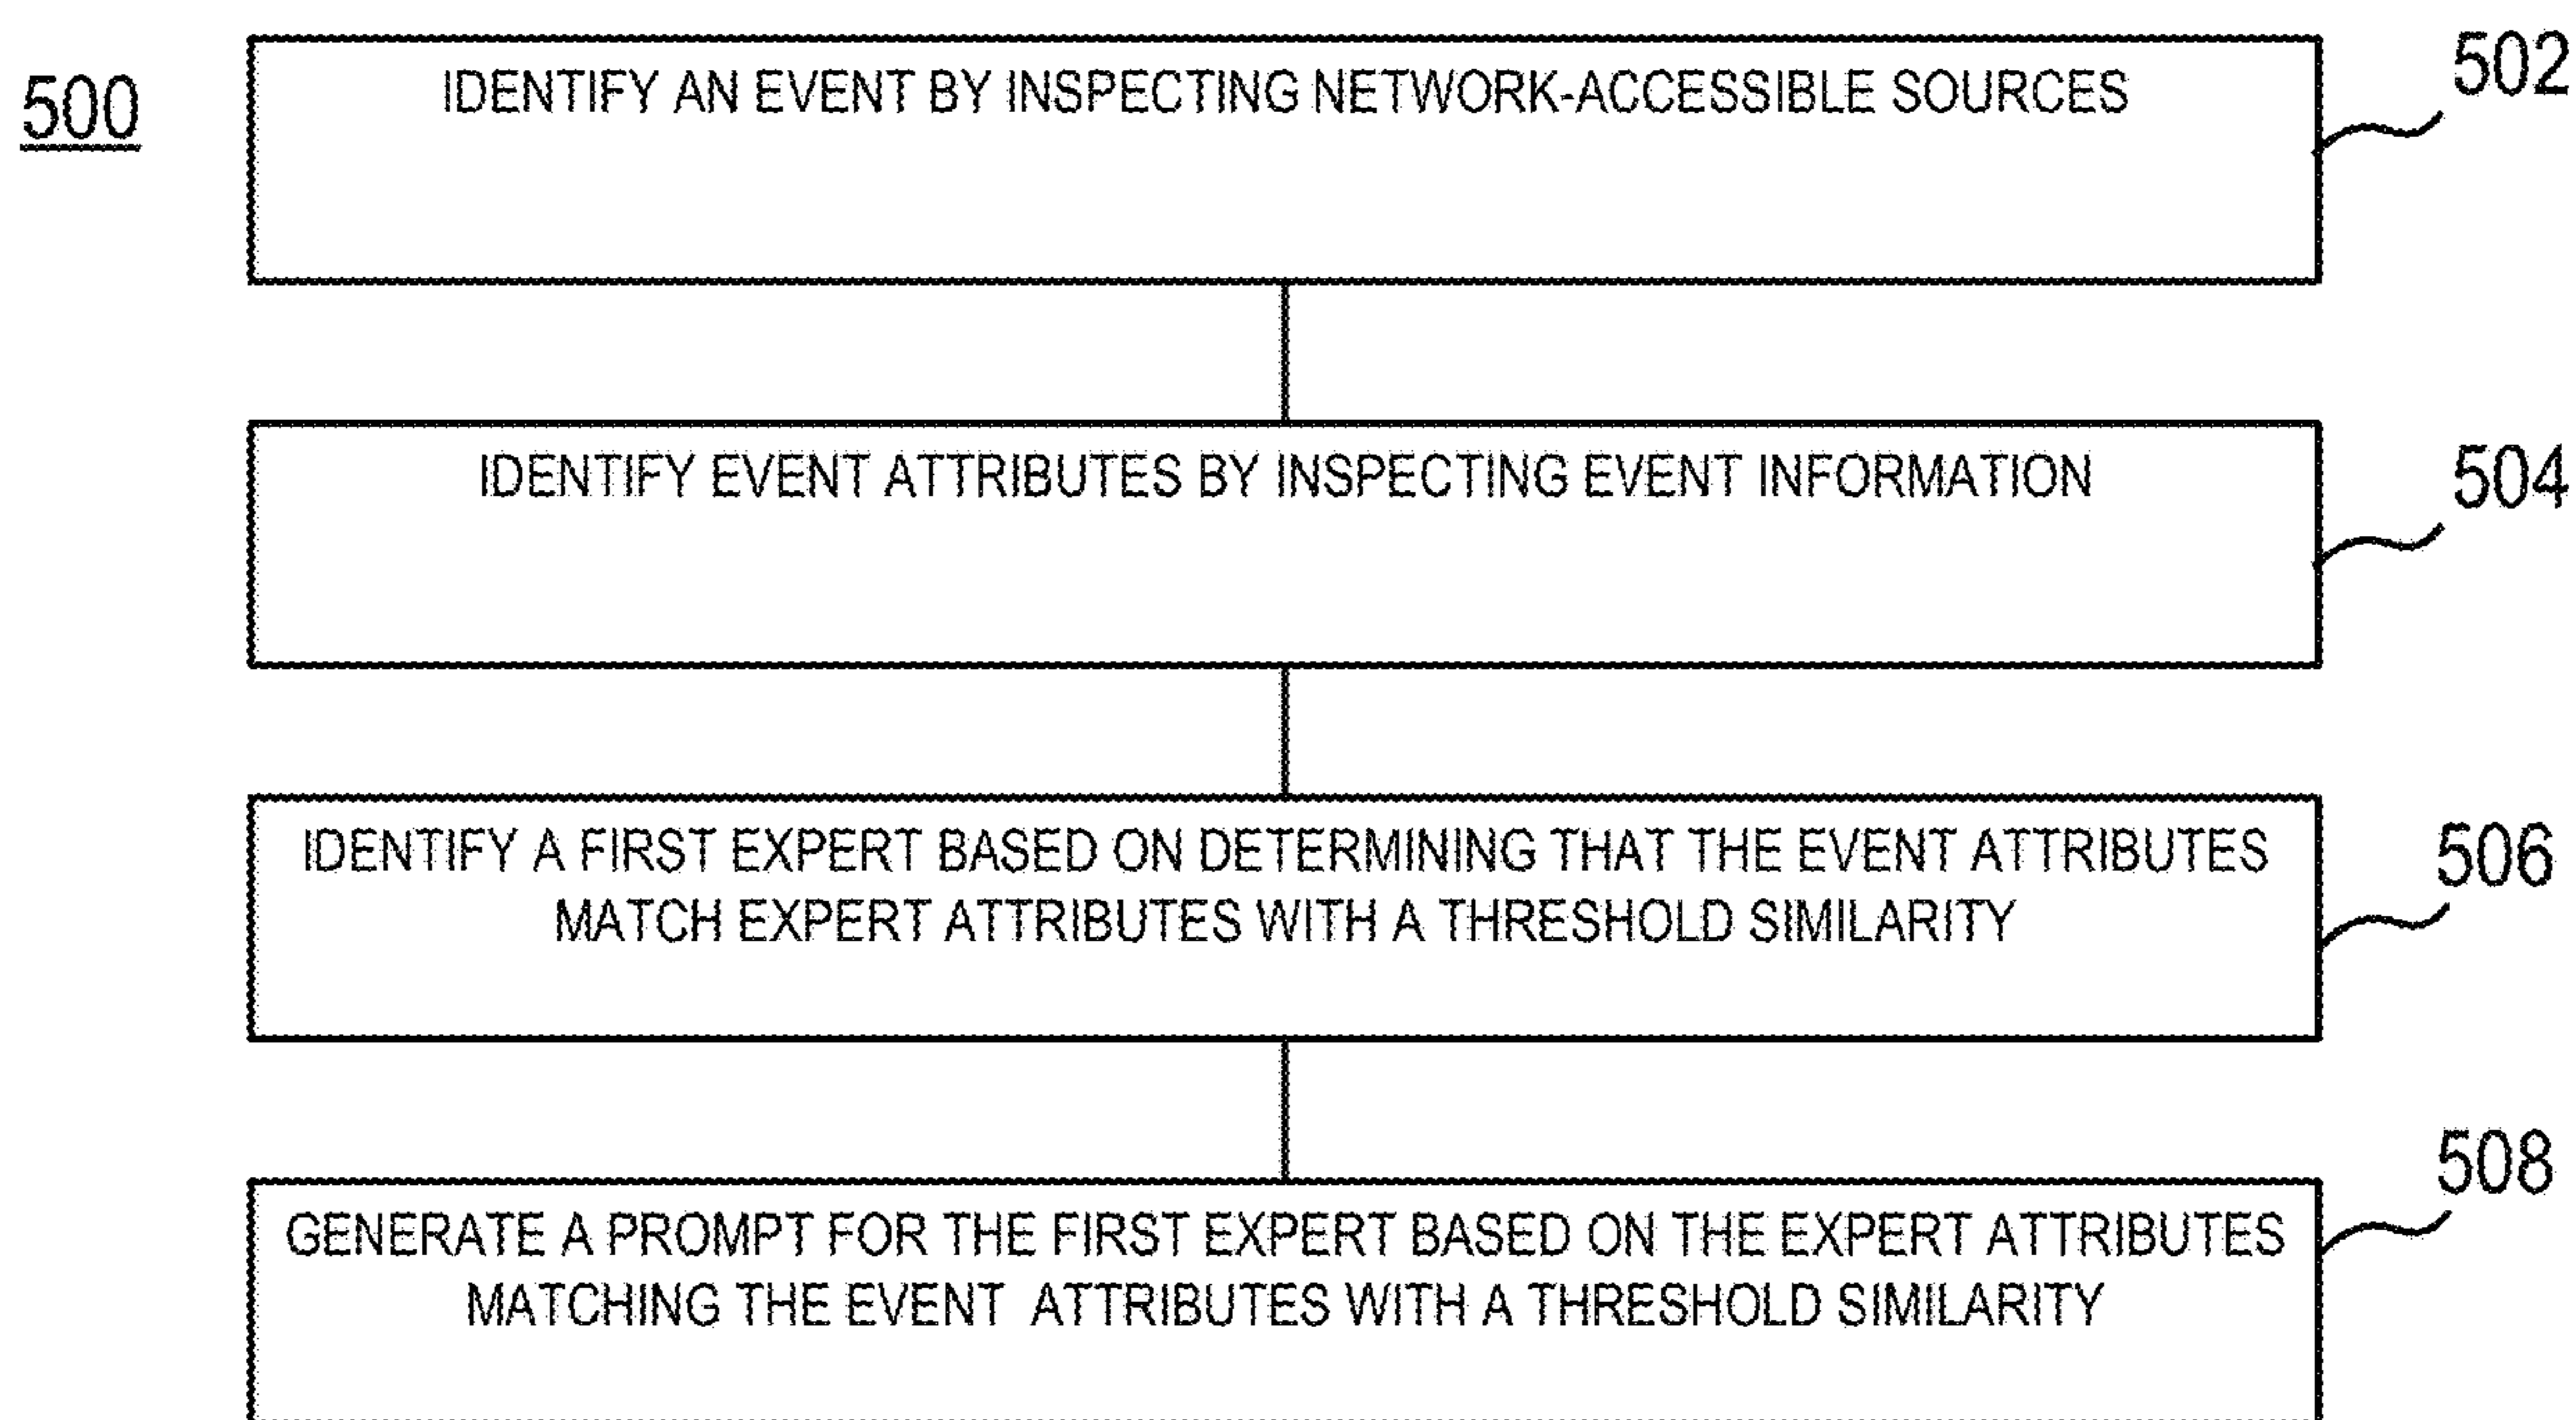 500
IDENTIFY AN EVENT BY INSPECTING NETWORK-ACCESSIBLE SOURCES
502
IDENTIFY EVENT ATTRIBUTES BY INSPECTING EVENT INFORMATION
504
IDENTIFY A FIRST EXPERT BASED ON DETERMINING THAT THE EVENT ATTRIBUTES
MATCH EXPERT ATTRIBUTES WITH A THRESHOLD SIMILARITY
506
GENERATE A PROMPT FOR THE FIRST EXPERT BASED ON THE EXPERT ATTRIBUTES
MATCHING THE EVENT ATTRIBUTES WITH A THRESHOLD SIMILARITY
508